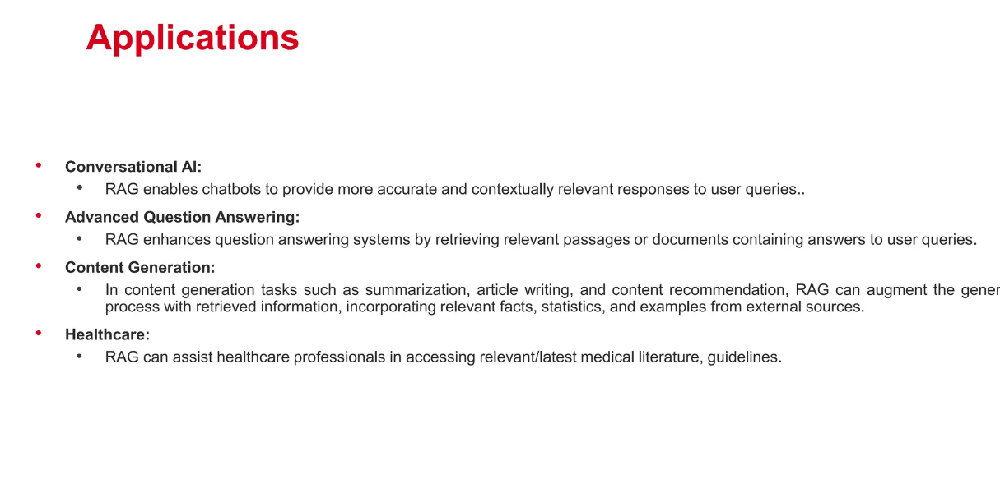 Applications
• Conversational AI:
• RAG enables chatbots to provide more accurate and contextually relevant responses to user queries..
• Advanced Question Answering:
• RAG enhances question answering systems by retrieving relevant passages or documents containing answers to user queries.
• Content Generation:
• In content generation tasks such as summarization, article writing, and content recommendation, RAG can augment the gener
process with retrieved information, incorporating relevant facts, statistics, and examples from external sources.
• Healthcare:
• RAG can assist healthcare professionals in accessing relevant/latest medical literature, guidelines.